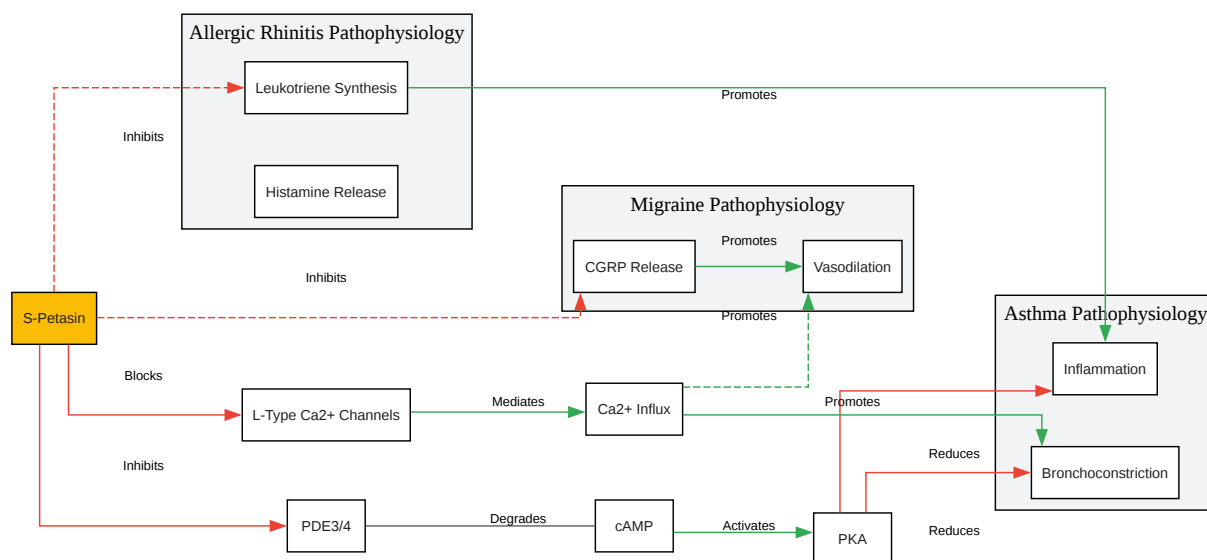 Allergic Rhinitis Pathophysiology
Leukotriene Synthesis
Promotes
Inhibits
Histamine Release
Migraine Pathophysiology
Promotes
CGRP Release
Vasodilation
Inhibits
S-Petasin
Promotes
Asthma Pathophysiology
Inflammation
Blocks
L-Type Ca2+ Channels
Mediates
Ca2+ Influx
Promotes
Reduces
Bronchoconstriction
Inhibits
PDE3/4
Degrades
cAMP
Activates
PKA
Reduces